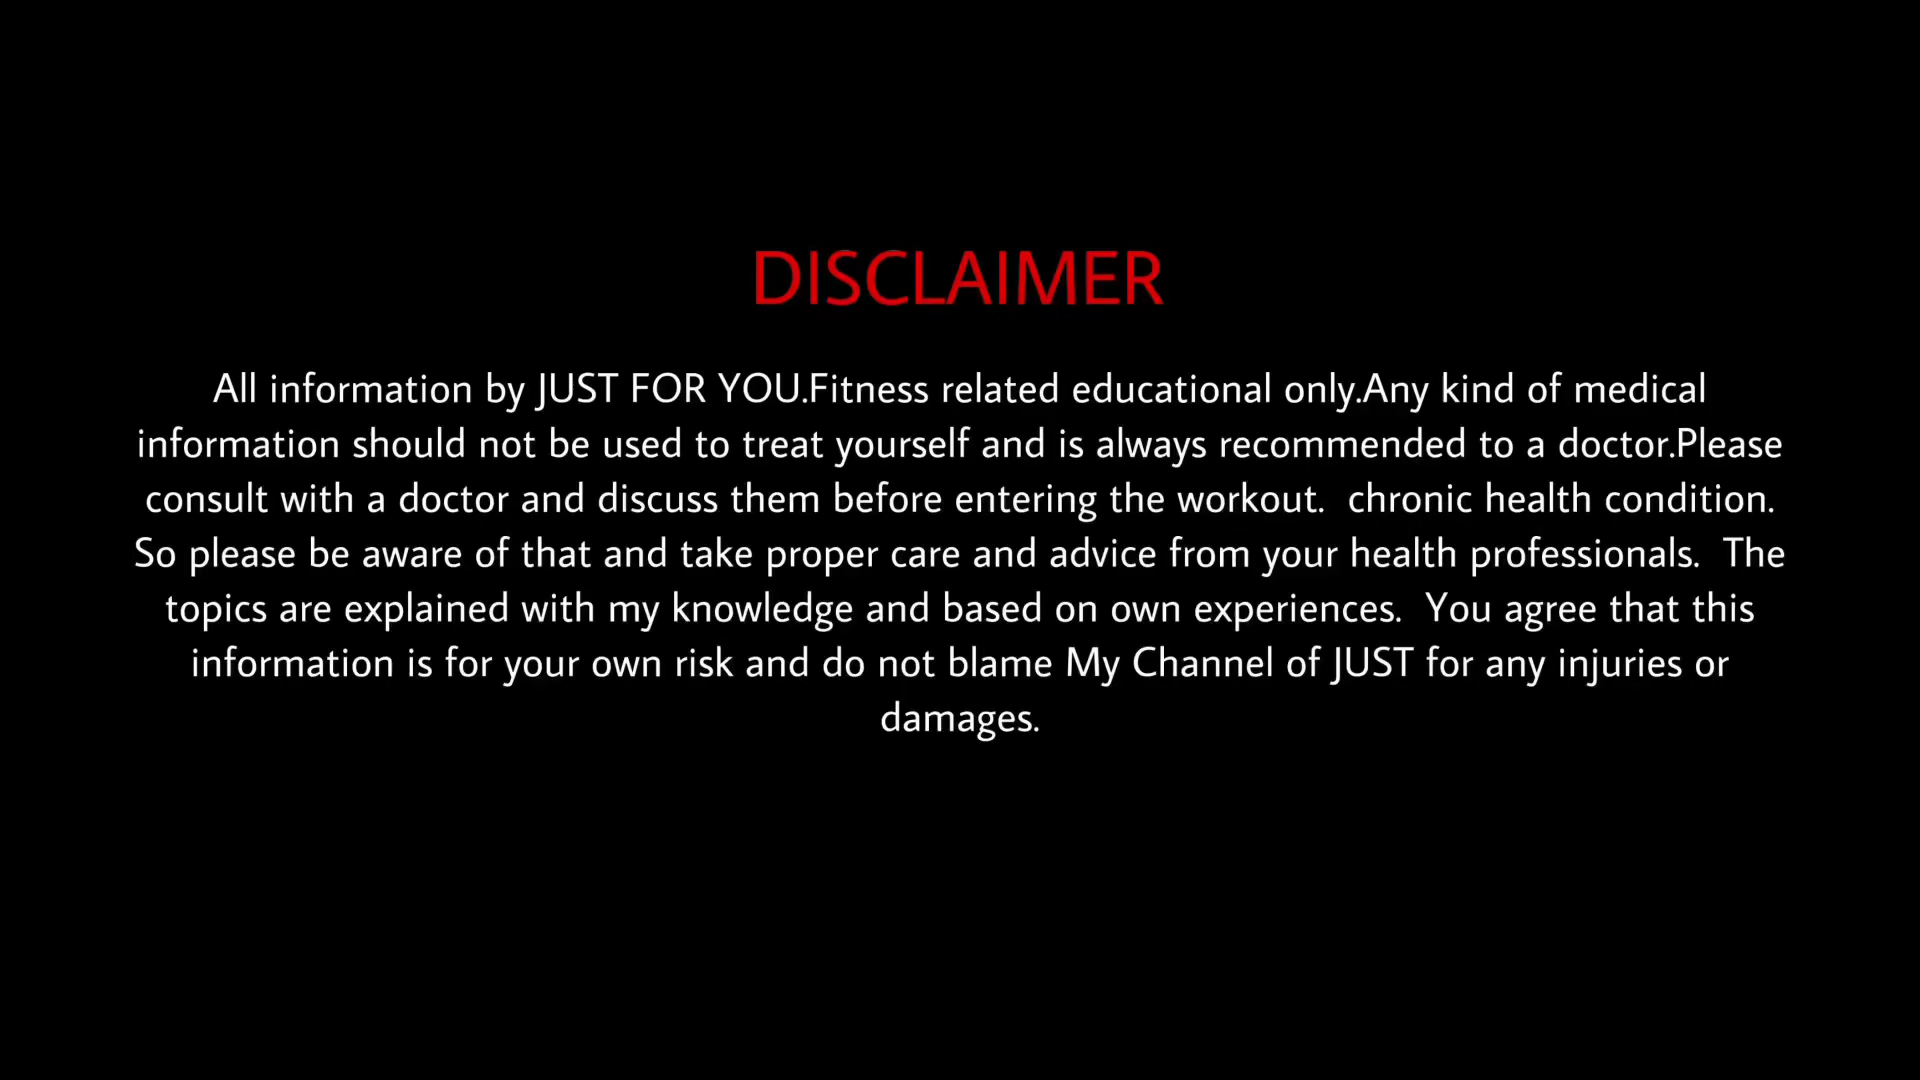 DISCLAIMER
All information by JUST FOR YOU.Fitness related educational only.Any kind of medical
information should not be used to treat yourself and is always recommended to a doctor.Please
consult with a doctor and discuss them before entering the workout.  chronic health condition.
So please be aware of that and take proper care and advice from your health professionals.  The
topics are explained with my knowledge and based on own experiences.  You agree that this
information is for your own risk and do not blame My Channel of JUST for any injuries or
damages.